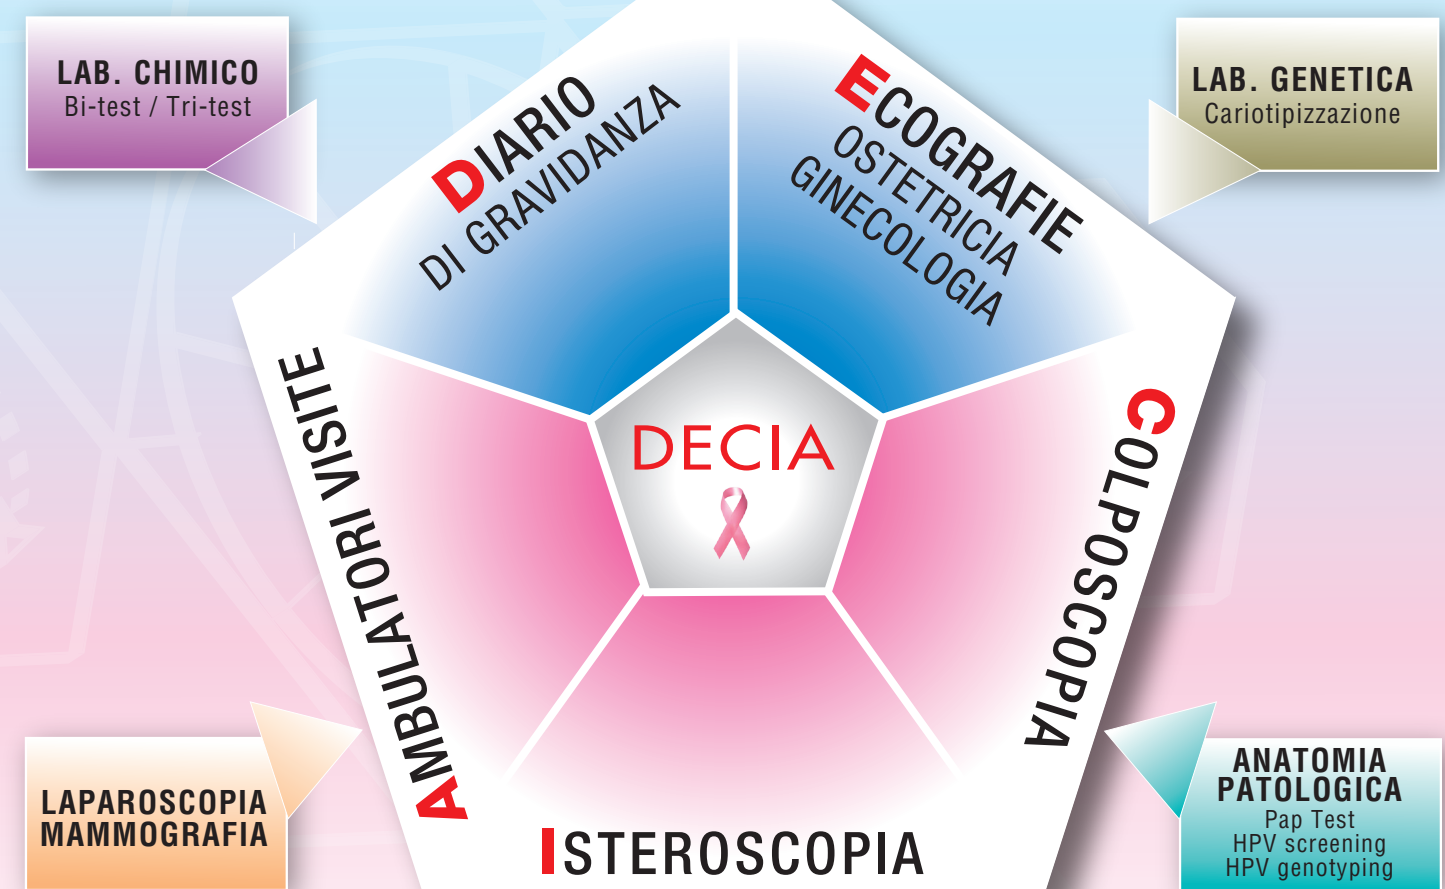 LAB. CHIMICO
Bi-test / Tri-test
DIARIO
DI GRAVIDANZA
ECOGRAFIE
OSTETRICIA
GINECOLOGIA
LAB. GENETICA
Cariotipizzazione
AMBULATORI VISITE
DECIA
COLPOSCOPIA
LAPAROSCOPIA
MAMMOGRAFIA
ISTEROSCOPIA
ANATOMIA
PATOLOGICA
Pap Test
HPV screening
HPV genotyping